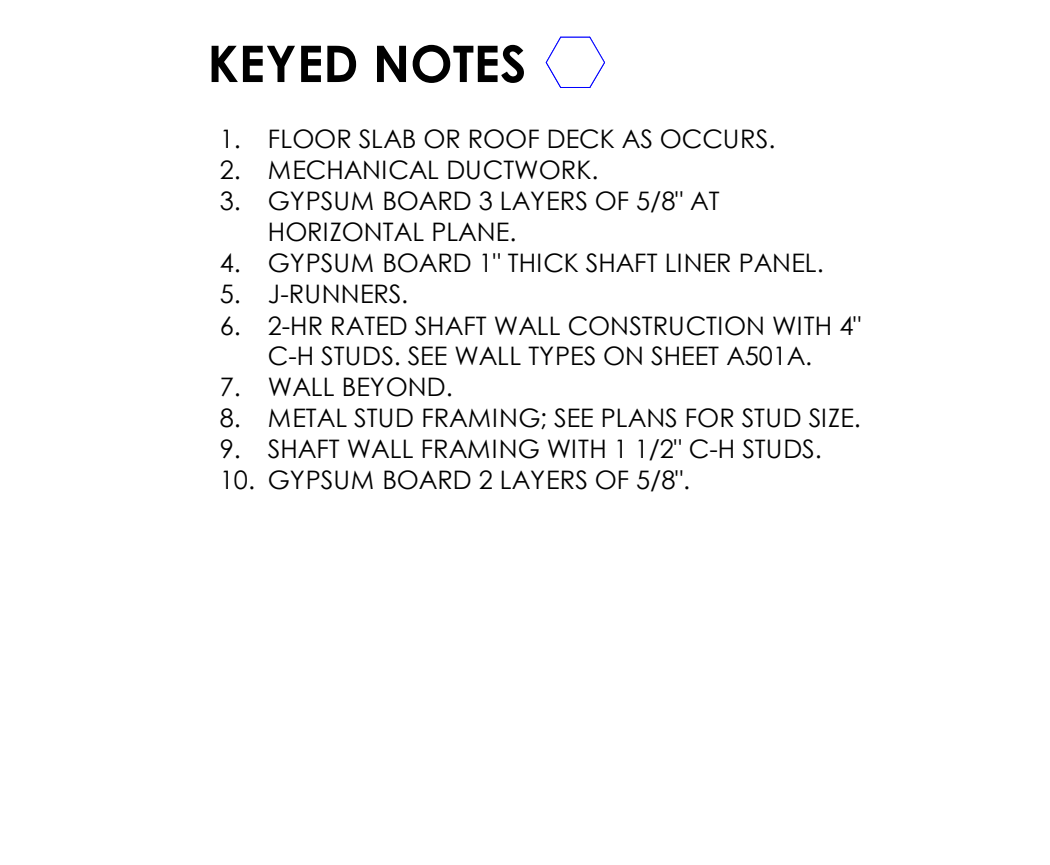 KEYED NOTES
1. FLOOR SLAB OR ROOF DECK AS OCCURS.
2. MECHANICAL DUCTWORK.
3. GYPSUM BOARD 3 LAYERS OF 5/8" AT
HORIZONTAL PLANE.
4. GYPSUM BOARD 1" THICK SHAFT LINER PANEL.
5. J-RUNNERS.
6. 2-HR RATED SHAFT WALL CONSTRUCTION WITH 4"
C-H STUDS. SEE WALL TYPES ON SHEET A501A.
7. WALL BEYOND.
8. METAL STUD FRAMING; SEE PLANS FOR STUD SIZE.
9. SHAFT WALL FRAMING WITH 1 1/2" C-H STUDS.
10. GYPSUM BOARD 2 LAYERS OF 5/8".